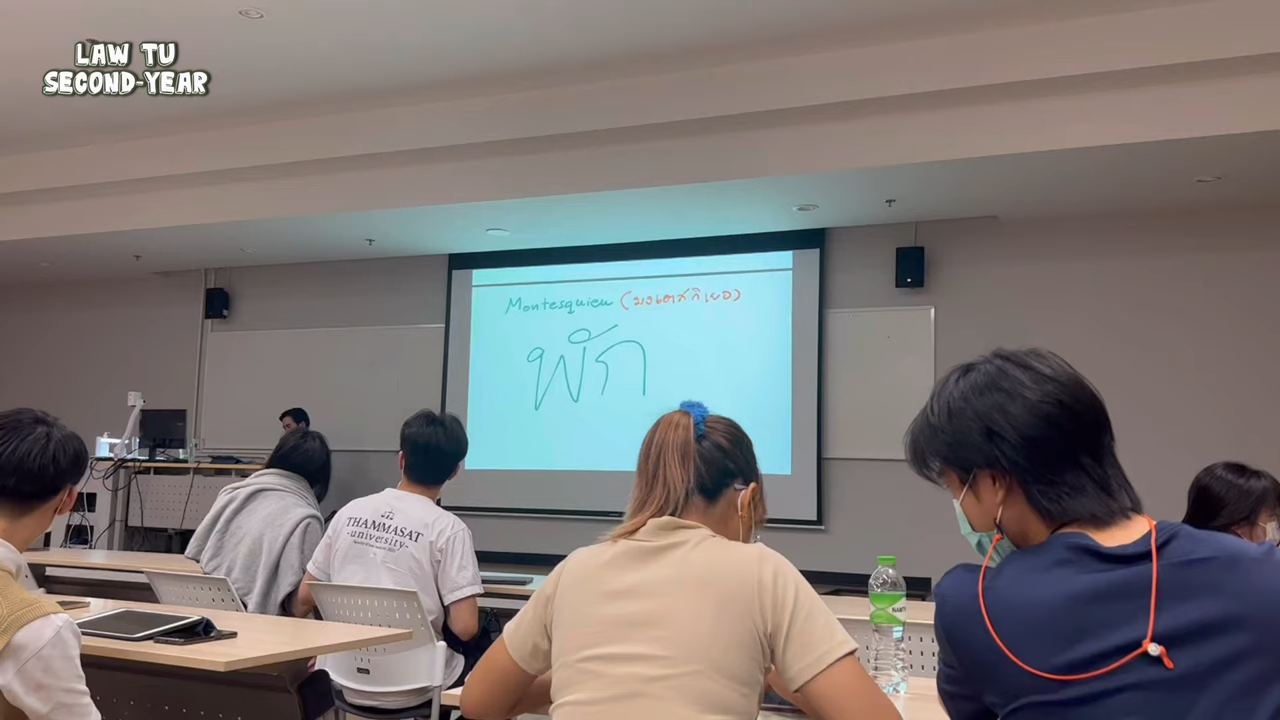 LAW TU
SECOND-YEAR
Montesquieu (มงเตสกิเยอ)
พัก
THAMMASAT
-university-